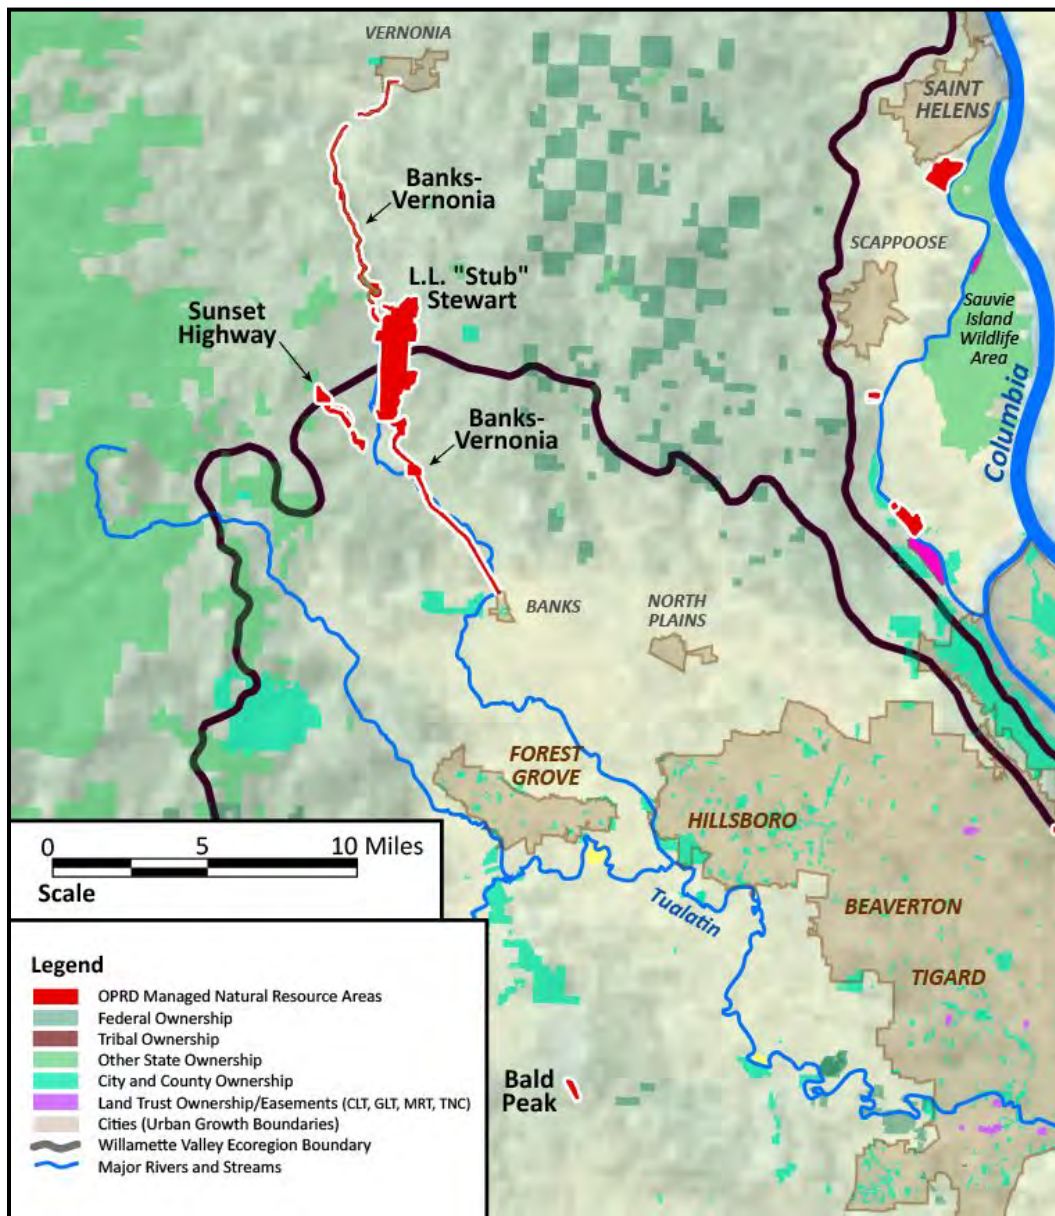 VERNONIA
SAINT
HELENS
Banks-
Vernonia
SCAPPOOSE
L.L. "Stub"
Stewart
Sunset
Highway
Sauvie
Island
Wildlife
Area
Columbia
Banks-
Vernonia
BANKS
NORTH
PLAINS
FOREST
GROVE
HILLSBORO
0 5 10 Miles
Scale
Tualatin
BEAVERTON
TIGARD
Bald
Peak
Legend
OPRD Managed Natural Resource Areas
Federal Ownership
Tribal Ownership
Other State Ownership
City and County Ownership
Land Trust Ownership/Easements (CLT, GLT, MRT, TNC)
Cities (Urban Growth Boundaries)
Willamette Valley Ecoregion Boundary
Major Rivers and Streams